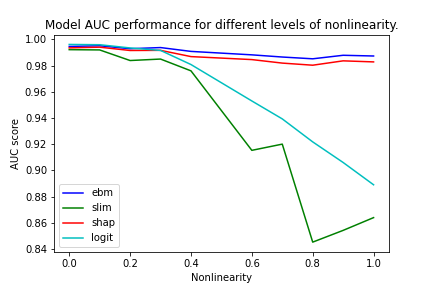 Model AUC performance for different levels of nonlinearity.
1.00
0.98
0.96
0.94
0.92
0.90
0.88
0.86
0.84
AUC score
ebm
slim
shap
logit
0.0 0.2 0.4 0.6 0.8 1.0
Nonlinearity